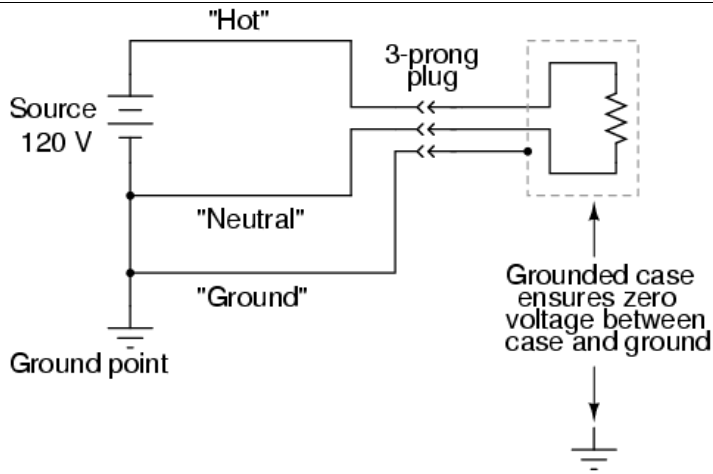 "Hot"
3-prong
plug
Source
120 V
"Neutral"
"Ground"
Ground point
Grounded case
ensures zero
voltage between
case and ground